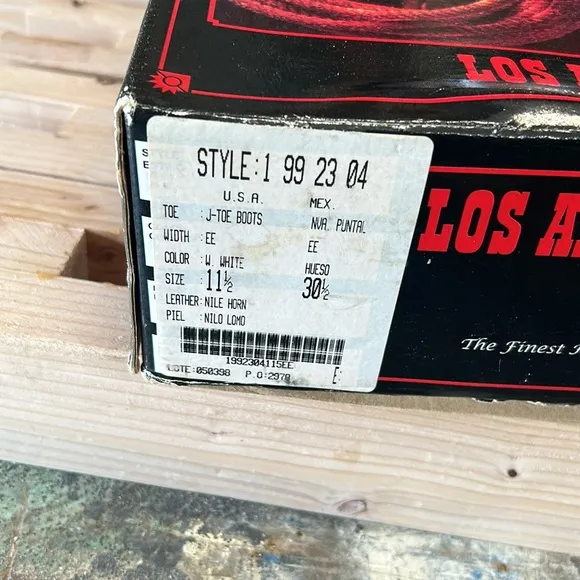 LOS
STYLE:1 99 23 04
U.S.A. MEX.
TOE :J-TOE BOOTS NVA. PUNTAL
WIDTH :EE EE
COLOR :W. WHITE HUESO
SIZE :11½ 30½
LEATHER:NILE HORN
PIEL :NILO LOMO
1992304115EE
LOTE:050398 P.O:2978 E:
LOS A
The Finest